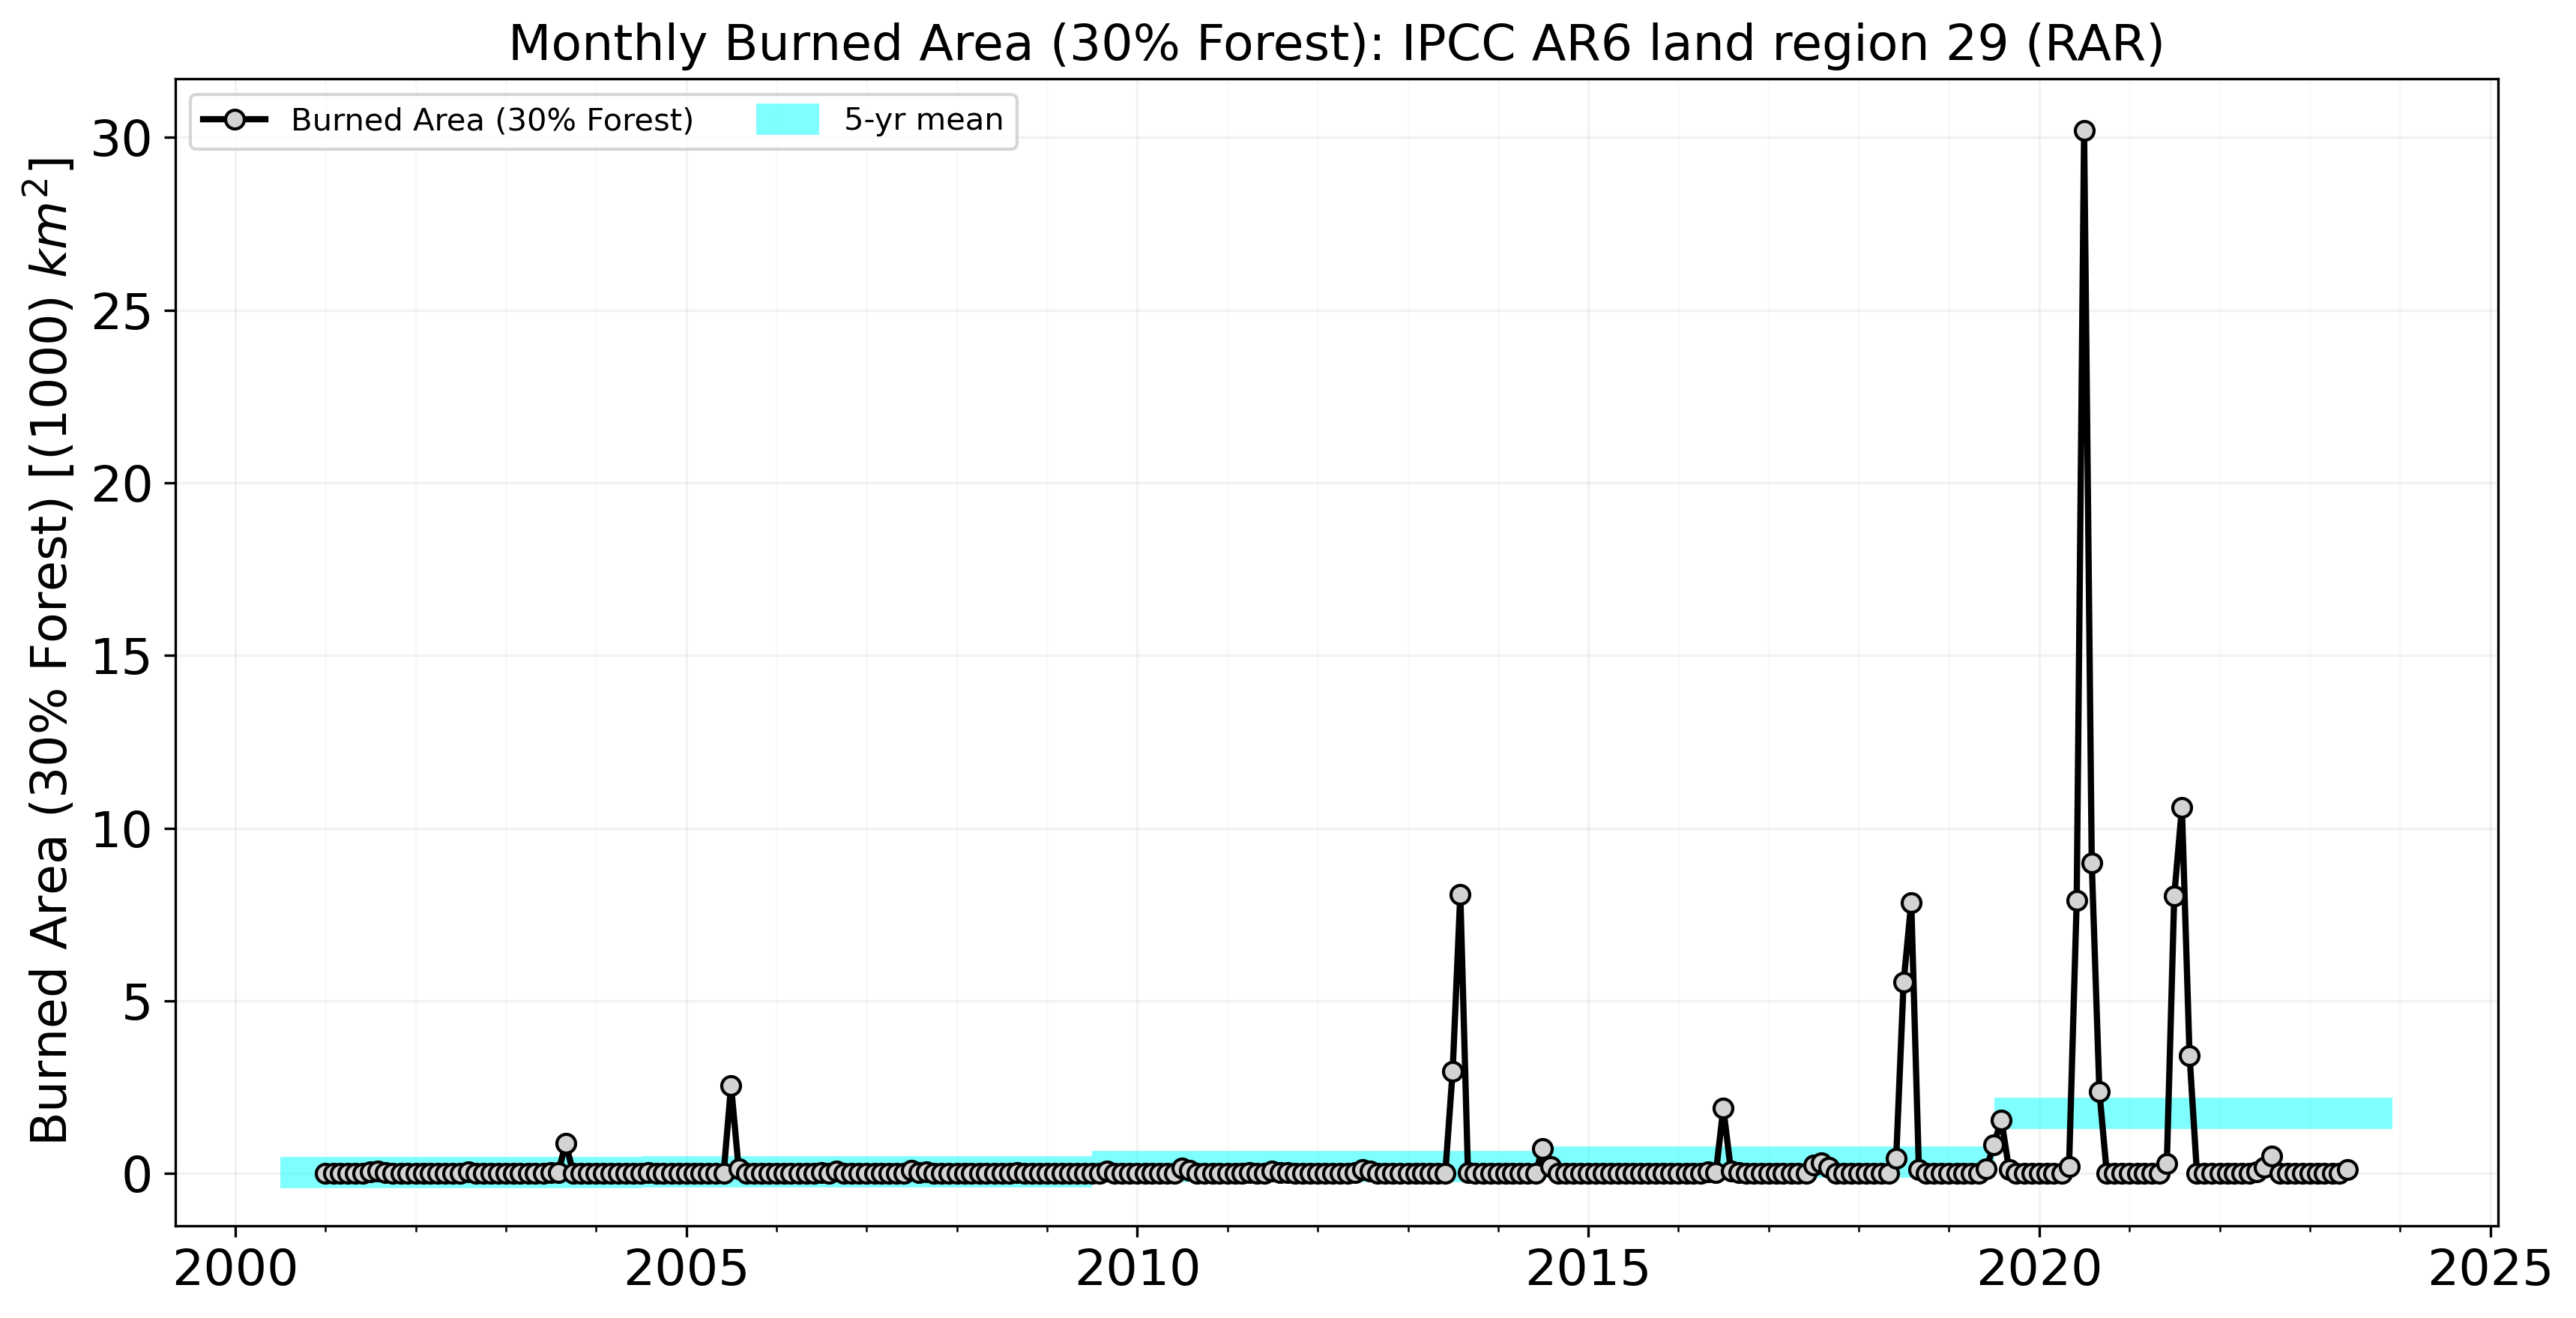 Monthly Burned Area (30% Forest): IPCC AR6 land region 29 (RAR)
Burned Area (30% Forest) 5-yr mean
Burned Area (30% Forest) [(1000) km²]
30
25
20
15
10
5
0
2000 2005 2010 2015 2020 2025